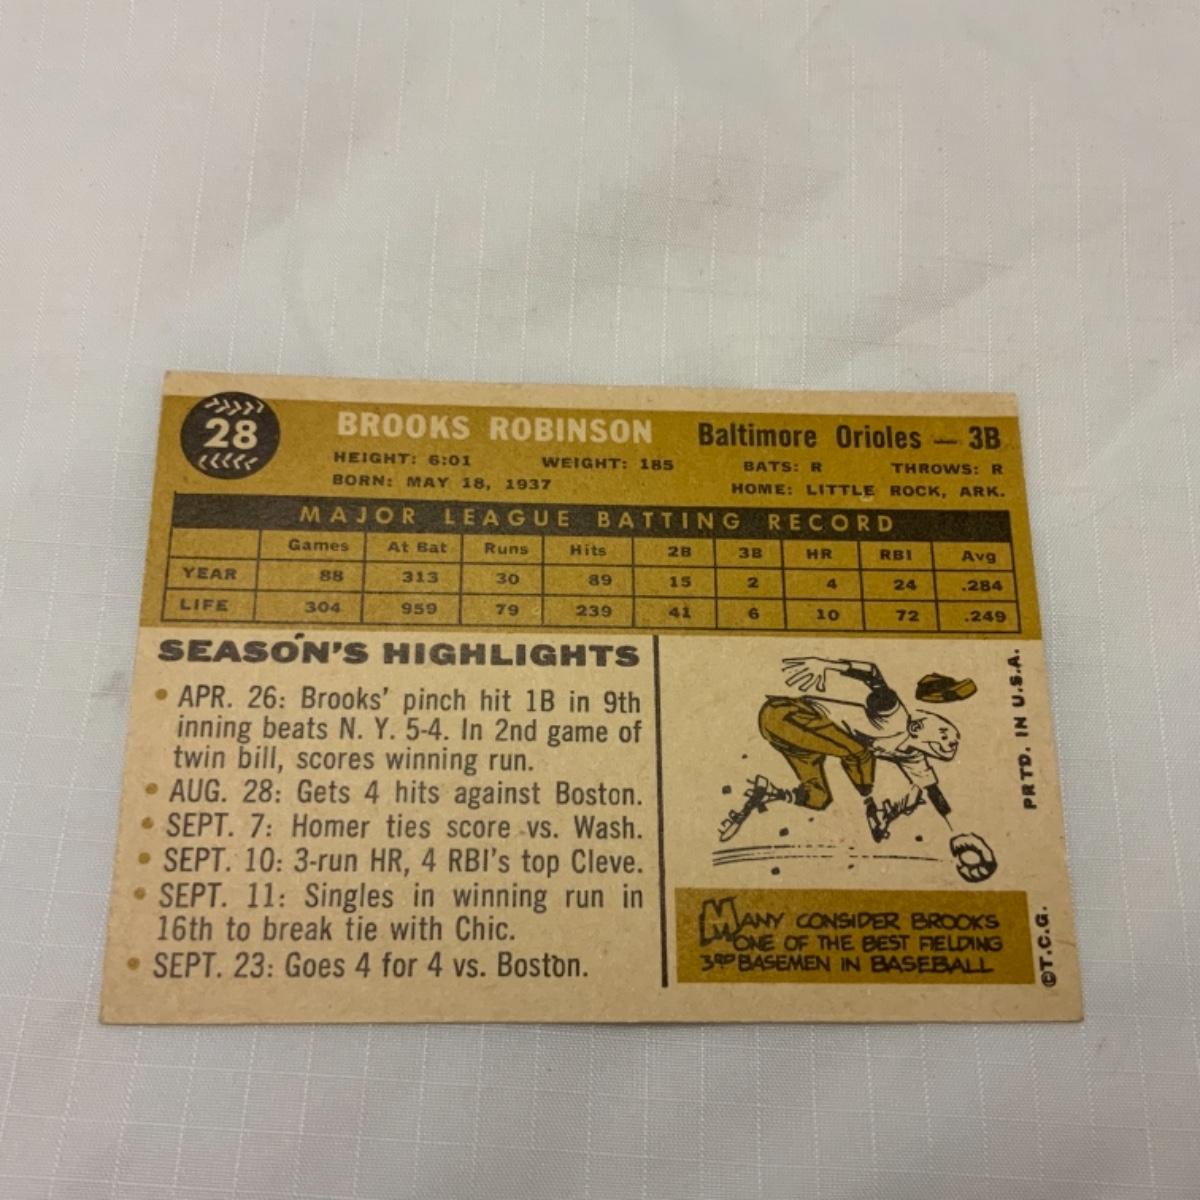 28
BROOKS ROBINSON
Baltimore Orioles — 3B
HEIGHT: 6:01 WEIGHT: 185 BATS: R THROWS: R
BORN: MAY 18, 1937 HOME: LITTLE ROCK, ARK.
MAJOR LEAGUE BATTING RECORD
Games At Bat Runs Hits 2B 3B HR RBI Avg
YEAR 88 313 30 89 15 2 4 24 .284
LIFE 304 959 79 239 41 6 10 72 .249
SEASON'S HIGHLIGHTS
• APR. 26: Brooks' pinch hit 1B in 9th
inning beats N. Y. 5-4. In 2nd game of
twin bill, scores winning run.
• AUG. 28: Gets 4 hits against Boston.
• SEPT. 7: Homer ties score vs. Wash.
• SEPT. 10: 3-run HR, 4 RBI's top Cleve.
• SEPT. 11: Singles in winning run in
16th to break tie with Chic.
• SEPT. 23: Goes 4 for 4 vs. Boston.
MANY CONSIDER BROOKS
ONE OF THE BEST FIELDING
3RD BASEMEN IN BASEBALL
©T.C.G. PRTD. IN U.S.A.